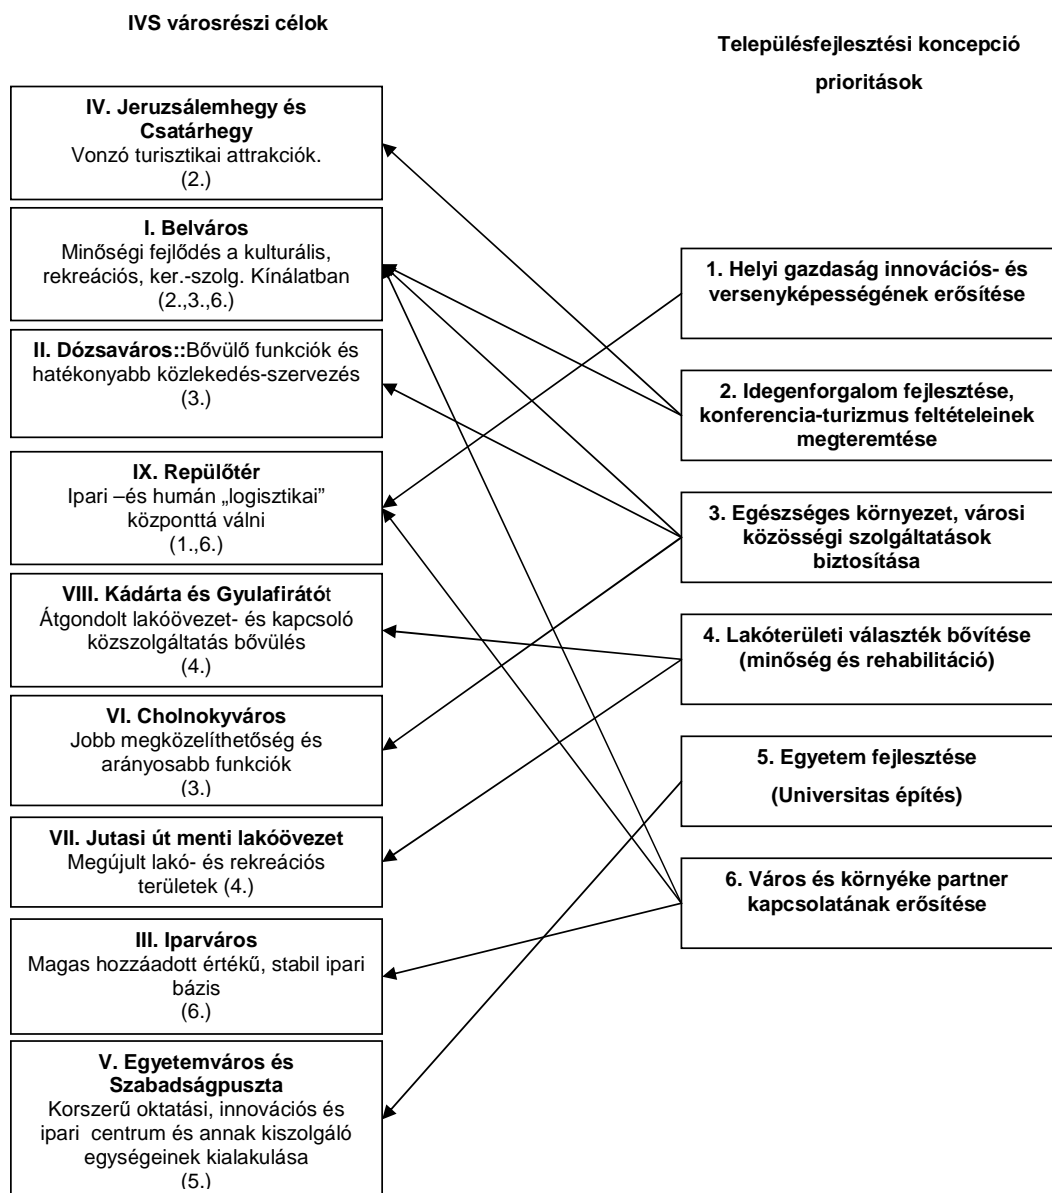 IVS városrészi célok
IV. Jeruzsálemhegy és
Csatárhegy
Vonzó turisztikai attrakciók.
(2.)
I. Belváros
Minőségi fejlődés a kulturális,
rekreációs, ker.-szolg. Kínálatban
(2.,3.,6.)
II. Dózsaváros::Bővülő funkciók és
hatékonyabb közlekedés-szervezés
(3.)
IX. Repülőtér
Ipari –és humán „logisztikai”
központtá válni
(1.,6.)
VIII. Kádárta és Gyulafirátót
Átgondolt lakóövezet- és kapcsoló
közszolgáltatás bővülés
(4.)
VI. Cholnokyváros
Jobb megközelíthetőség és
arányosabb funkciók
(3.)
VII. Jutasi út menti lakóövezet
Megújult lakó- és rekreációs
területek (4.)
III. Iparváros
Magas hozzáadott értékű, stabil ipari
bázis
(6.)
V. Egyetemváros és
Szabadságpuszta
Korszerű oktatási, innovációs és
ipari centrum és annak kiszolgáló
egységeinek kialakulása
(5.)
Településfejlesztési koncepció
prioritások
1. Helyi gazdaság innovációs- és
versenyképességének erősítése
2. Idegenforgalom fejlesztése,
konferencia-turizmus feltételeinek
megteremtése
3. Egészséges környezet, városi
közösségi szolgáltatások
biztosítása
4. Lakóterületi választék bővítése
(minőség és rehabilitáció)
5. Egyetem fejlesztése
(Universitas építés)
6. Város és környéke partner
kapcsolatának erősítése